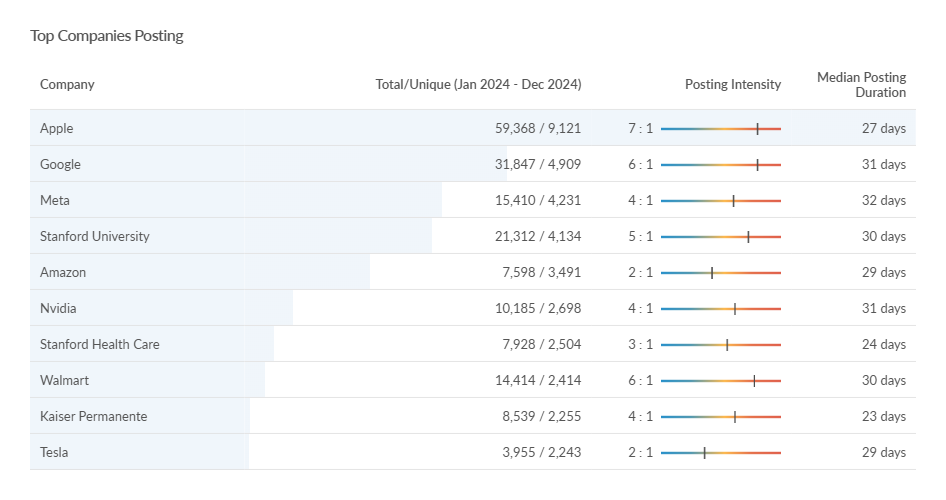 Top Companies Posting
Company Total/Unique (Jan 2024 - Dec 2024) Posting Intensity Median Posting Duration
Apple 59,368 / 9,121 7 : 1 27 days
Google 31,847 / 4,909 6 : 1 31 days
Meta 15,410 / 4,231 4 : 1 32 days
Stanford University 21,312 / 4,134 5 : 1 30 days
Amazon 7,598 / 3,491 2 : 1 29 days
Nvidia 10,185 / 2,698 4 : 1 31 days
Stanford Health Care 7,928 / 2,504 3 : 1 24 days
Walmart 14,414 / 2,414 6 : 1 30 days
Kaiser Permanente 8,539 / 2,255 4 : 1 23 days
Tesla 3,955 / 2,243 2 : 1 29 days